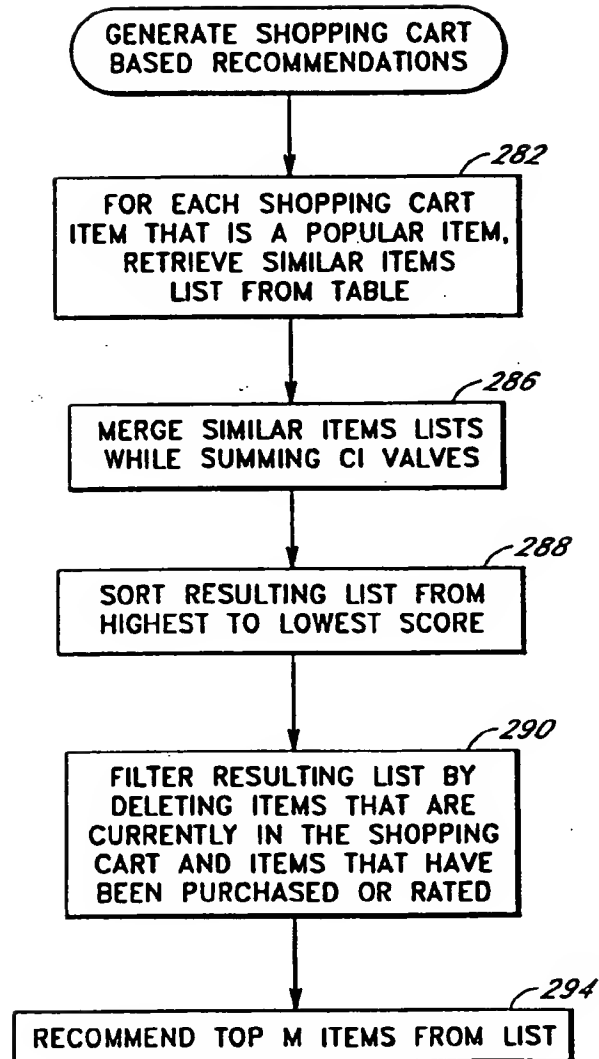 GENERATE SHOPPING CART
BASED RECOMMENDATIONS
282
FOR EACH SHOPPING CART
ITEM THAT IS A POPULAR ITEM,
RETRIEVE SIMILAR ITEMS
LIST FROM TABLE
286
MERGE SIMILAR ITEMS LISTS
WHILE SUMMING CI VALVES
288
SORT RESULTING LIST FROM
HIGHEST TO LOWEST SCORE
290
FILTER RESULTING LIST BY
DELETING ITEMS THAT ARE
CURRENTLY IN THE SHOPPING
CART AND ITEMS THAT HAVE
BEEN PURCHASED OR RATED
294
RECOMMEND TOP M ITEMS FROM LIST